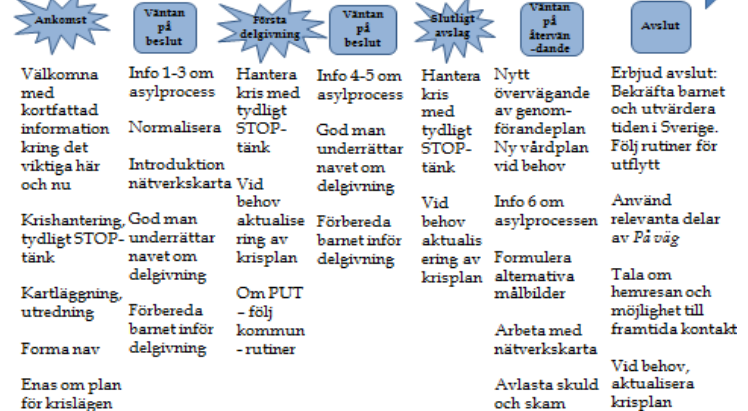 Ankomst
Välkomna
med
kortfattad
information
kring det
viktiga här
och nu
Krishantering,
tydligt STOP-
tänk
Kartläggning,
utredning
Forma nav
Enas om plan
för krislägen
Väntan
på
beslut
Info 1-3 om
asylprocess
Normalisera
Introduktion
nätverkskarta
God man
underrättar
navet om
delgivning
Förbereda
barnet inför
delgivning
Första
delgivning
Hantera
kris med
tydligt
STOP-
tänk
Vid
behov
aktualise
ring av
krisplan
Om PUT
– följ
kommun
-rutiner
Väntan
på
beslut
Info 4-5 om
asylprocess
God man
underrättar
navet om
delgivning
Förbereda
barnet inför
delgivning
Slutligt
avslag
Hantera
kris
med
tydligt
STOP-
tänk
Vid
behov
aktualis
ering av
krisplan
Väntan
på
återvän
-dande
Nytt
övervägande
av genom-
förandeplan
Ny vårdplan
vid behov
Info 6 om
asylprocessen
Formulera
alternativa
målbilder
Arbeta med
nätverkskarta
Avlasta skuld
och skam
Avslut
Erbjud avslut:
Bekräfta barnet
och utvärdera
tiden i Sverige.
Följ rutiner för
utflytt
Använd
relevanta delar
av På väg
Tala om
hemresan och
möjlighet till
framtida kontakt
Vid behov,
aktualisera
krisplan